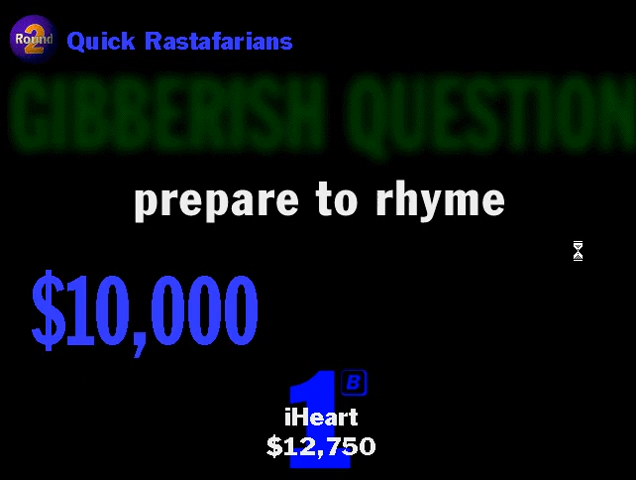 Round 2
Quick Rastafarians
GIBBERISH QUESTION
prepare to rhyme
$10,000
1 B
iHeart
$12,750